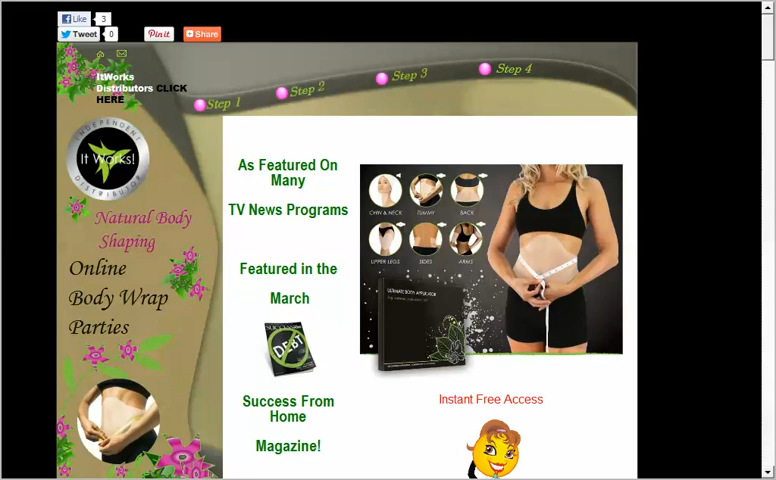 Like 3
Tweet 0
Pin it
Share
ItWorks
Distributors CLICK
HERE
Step 1
Step 2
Step 3
Step 4
INDEPENDENT
It Works!
DISTRIBUTOR
Natural Body
Shaping
Online
Body Wrap
Parties
As Featured On
Many
TV News Programs
Featured in the
March
DEBT
Success From
Home
Magazine!
CHIN & NECK
TUMMY
BACK
UPPER LEGS
SIDES
ARMS
ULTIMATE BODY APPLICATOR
Instant Free Access